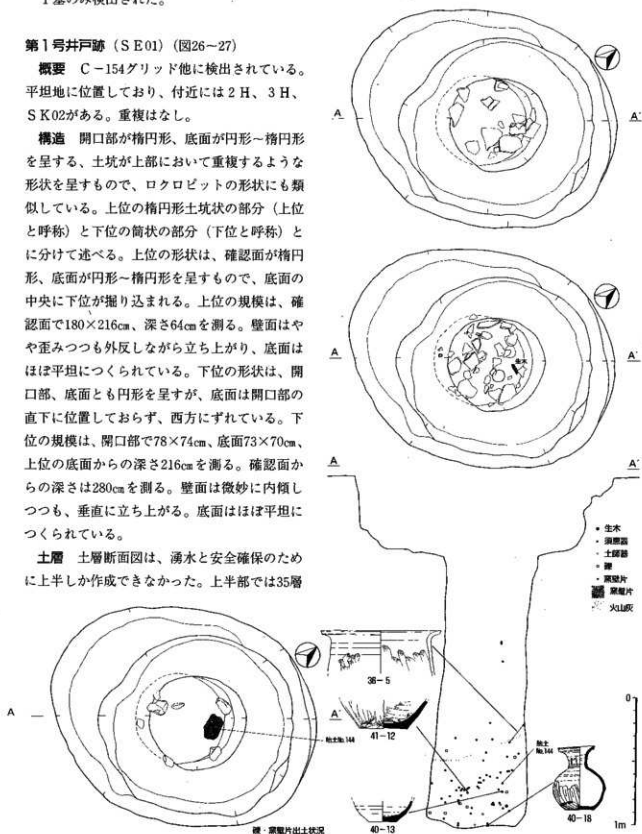 1基のみ検出された。
第1号井戸跡(SE01)(図26~27)
概要 C-154グリッド他に検出されている。
平坦地に位置しており、付近には2H、3H、
SK02がある。重複はなし。
構造 開口部が楕円形、底面が円形~楕円形
を呈する、土坑が上部において重複するような
形状を呈すもので、ロクロピットの形状にも類
似している。上位の楕円形土坑状の部分(上位
と呼称)と下位の筒状の部分(下位と呼称)と
に分けて述べる。上位の形状は、確認面が楕円
形、底面が円形~楕円形を呈すもので、底面の
中央に下位が掘り込まれる。上位の規模は、確
認面で180×216㎝、深さ64㎝を測る。壁面はや
や歪みつつも外反しながら立ち上がり、底面は
ほぼ平坦につくられている。下位の形状は、開
口部、底面とも円形を呈すが、底面は開口部の
直下に位置しておらず、西方にずれている。下
位の規模は、開口部で78×74㎝、底面73×70㎝、
上位の底面からの深さ216㎝を測る。確認面か
らの深さは280㎝を測る。壁面は微妙に内傾し
つつも、垂直に立ち上がる。底面はほぼ平坦に
つくられている。
土層 土層断面図は、湧水と安全確保のため
に上半しか作成できなかった。上半部では35層
A
A'
A
A'
生木
A
A'
生木
須恵器
土師器
礫
窯壁片
窯壁片
火山灰
A
A'
粘土No.144
礫・窯壁片出土状況
36-5
41-12
40-13
粘土
No.144
40-18
0
1m